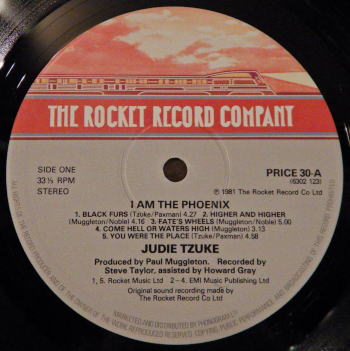 THE ROCKET RECORD COMPANY
SIDE ONE
33⅓ RPM
STEREO
PRICE 30-A
(6302 123)
℗ 1981 The Rocket Record Co Ltd
I AM THE PHOENIX
1. BLACK FURS (Tzuke/Paxman) 4.27 2. HIGHER AND HIGHER
(Muggleton/Noble) 4.16 3. FATE'S WHEELS (Muggleton/Noble) 5.00
4. COME HELL OR WATERS HIGH (Muggleton) 3.13
5. YOU WERE THE PLACE (Tzuke/Paxman) 4.58
JUDIE TZUKE
Produced by Paul Muggleton. Recorded by
Steve Taylor, assisted by Howard Gray
1, 5. Rocket Music Ltd 2-4. EMI Music Publishing Ltd
Original sound recording made by
The Rocket Record Co Ltd
MARKETED AND DISTRIBUTED BY PHONOGRAM